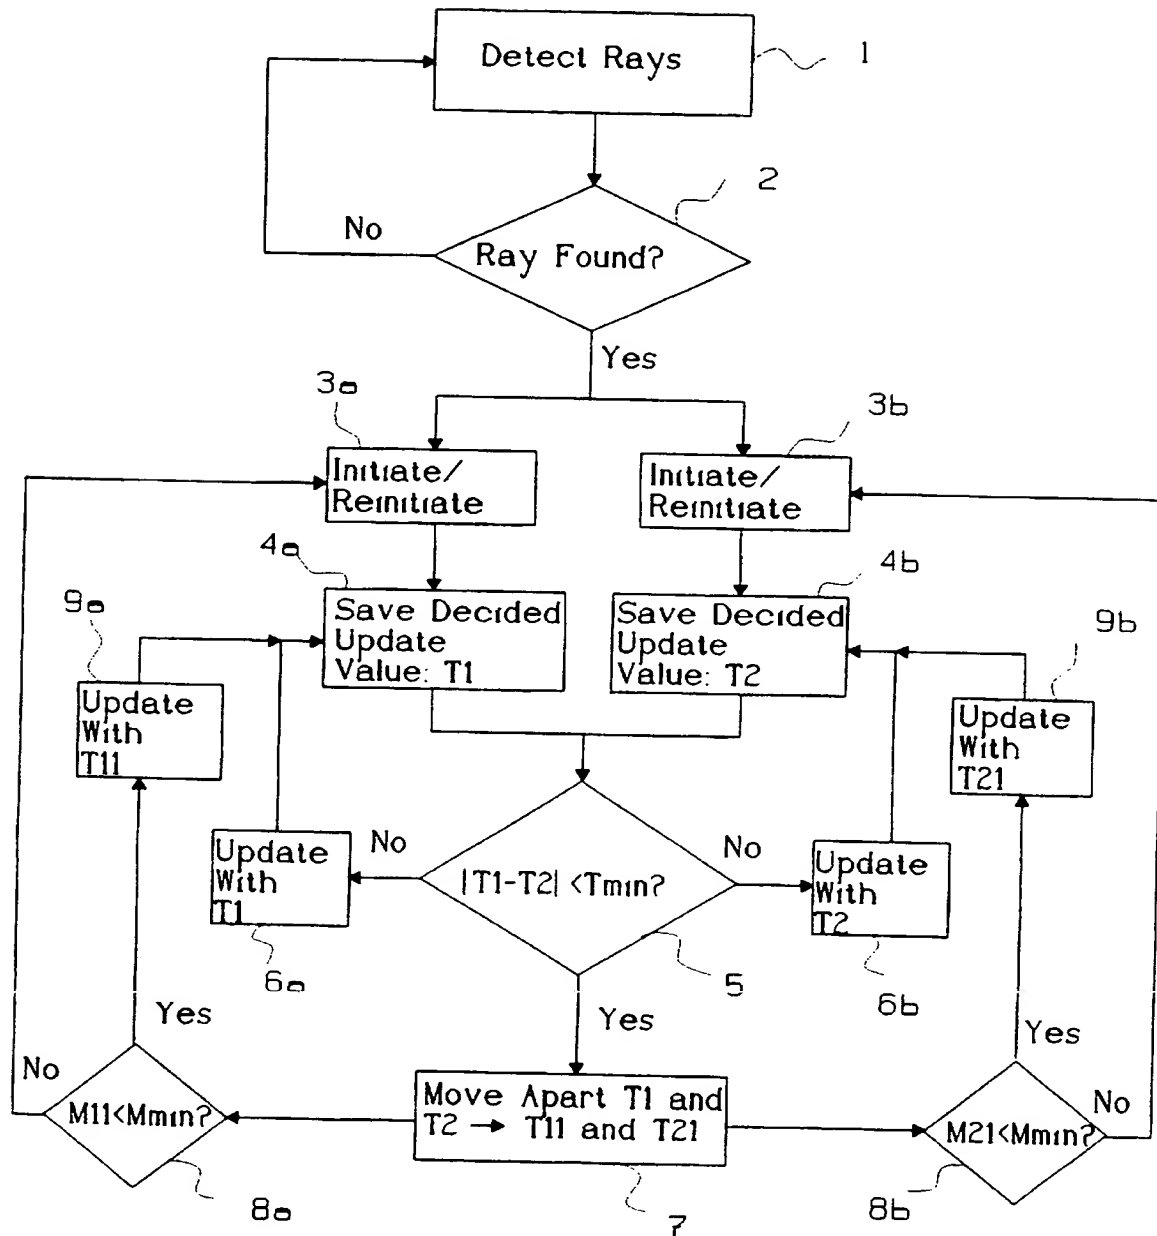 Detect Rays
1
2
No
Ray Found?
Yes
3a
3b
Initiate/
Reinitiate
Initiate/
Reinitiate
4a
4b
9a
9b
Save Decided
Update
Value: T1
Save Decided
Update
Value: T2
Update
With
T11
Update
With
T21
No
No
Update
With
T1
|T1-T2| <Tmin?
Update
With
T2
6a
5
6b
Yes
Yes
Yes
No
No
M11<Mmin?
Move Apart T1 and
T2 → T11 and T21
M21<Mmin?
8a
7
8b